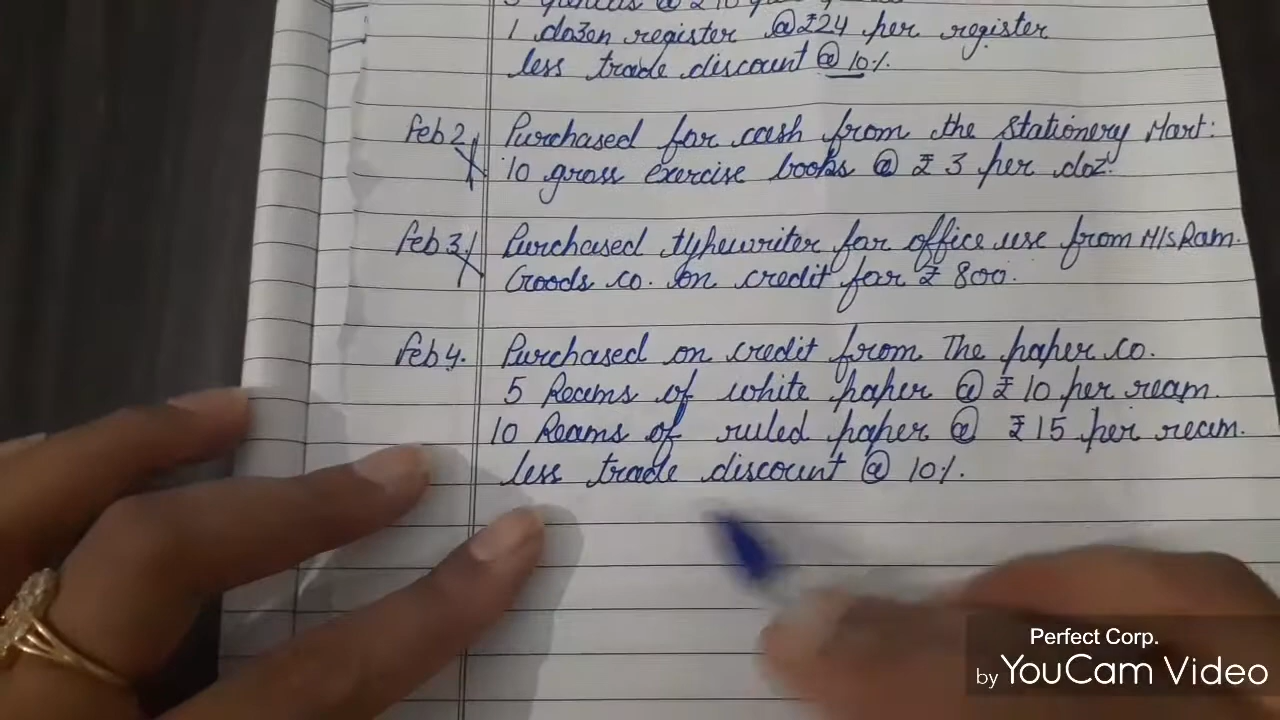 1 dozen register @ ₹24 per register
less trade discount @ 10%.
Feb 2. Purchased for cash from the Stationery Mart:
10 gross exercise books @ ₹ 3 per doz.
Feb 3. Purchased typewriter for office use from M/s Ram.
Goods co. on credit for ₹ 800.
Feb 4. Purchased on credit from The paper co.
5 Reams of white paper @ ₹ 10 per ream.
10 Reams of ruled paper @ ₹ 15 per ream.
less trade discount @ 10%.
Perfect Corp.
by YouCam Video